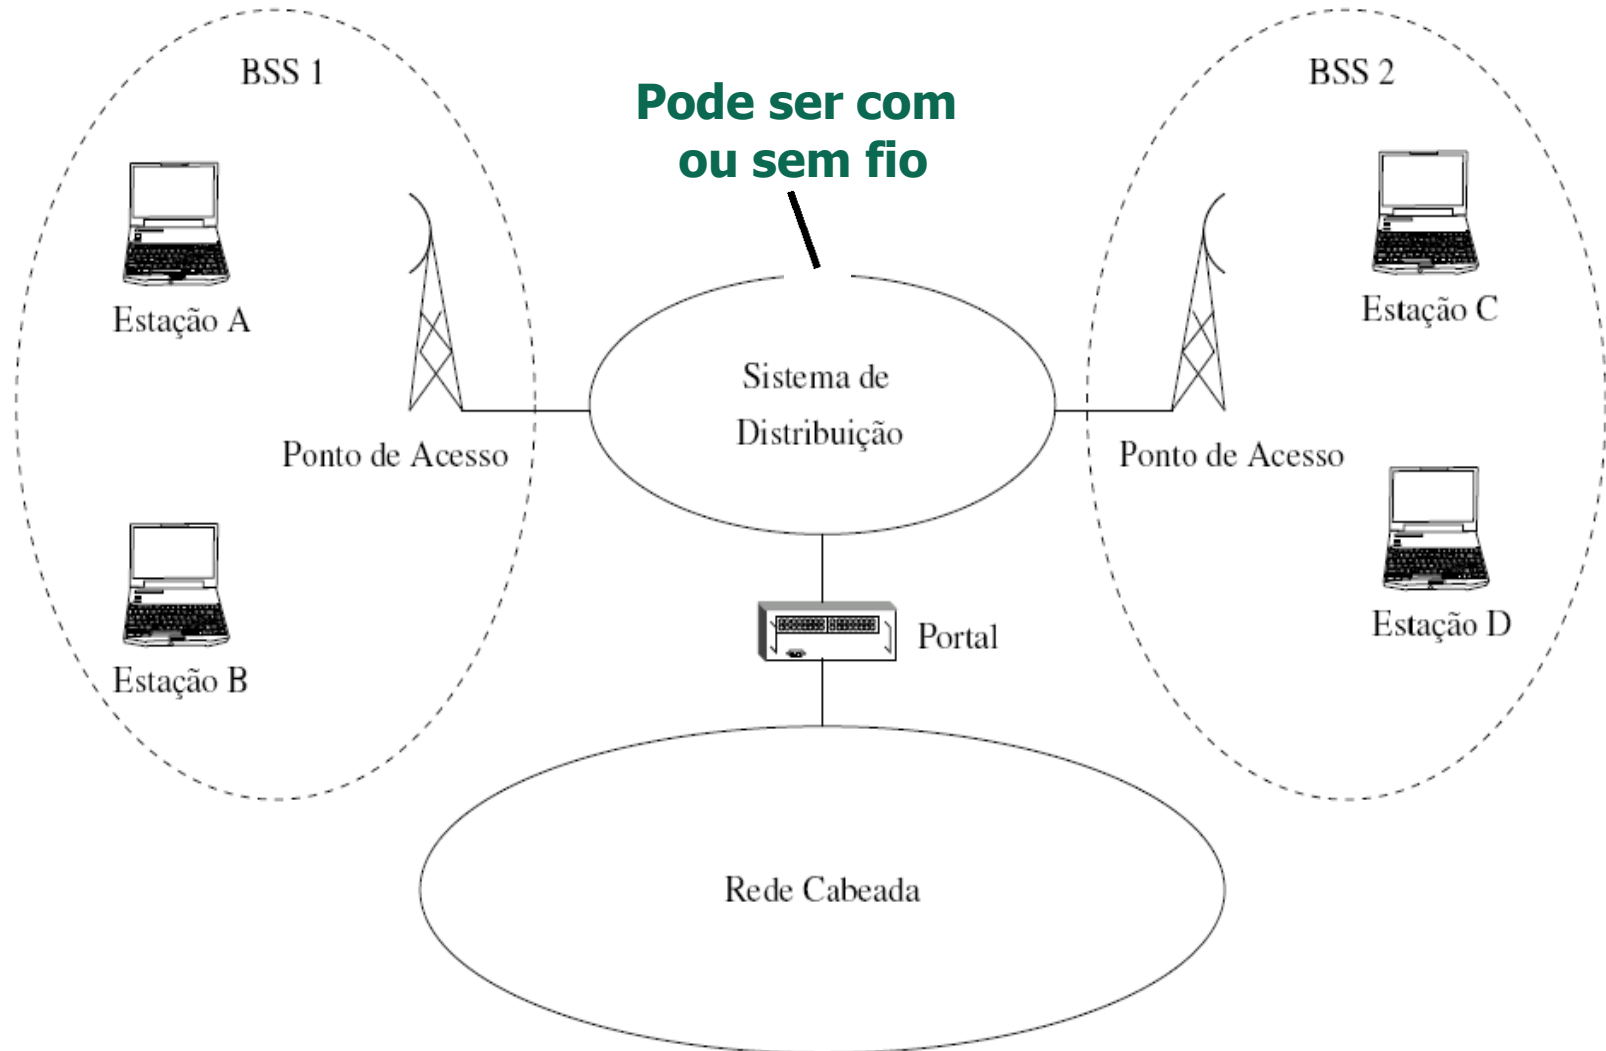 BSS 1
BSS 2
Pode ser com
ou sem fio
Estação A
Estação C
Sistema de
Distribuição
Ponto de Acesso
Ponto de Acesso
Estação B
Portal
Estação D
Rede Cabeada